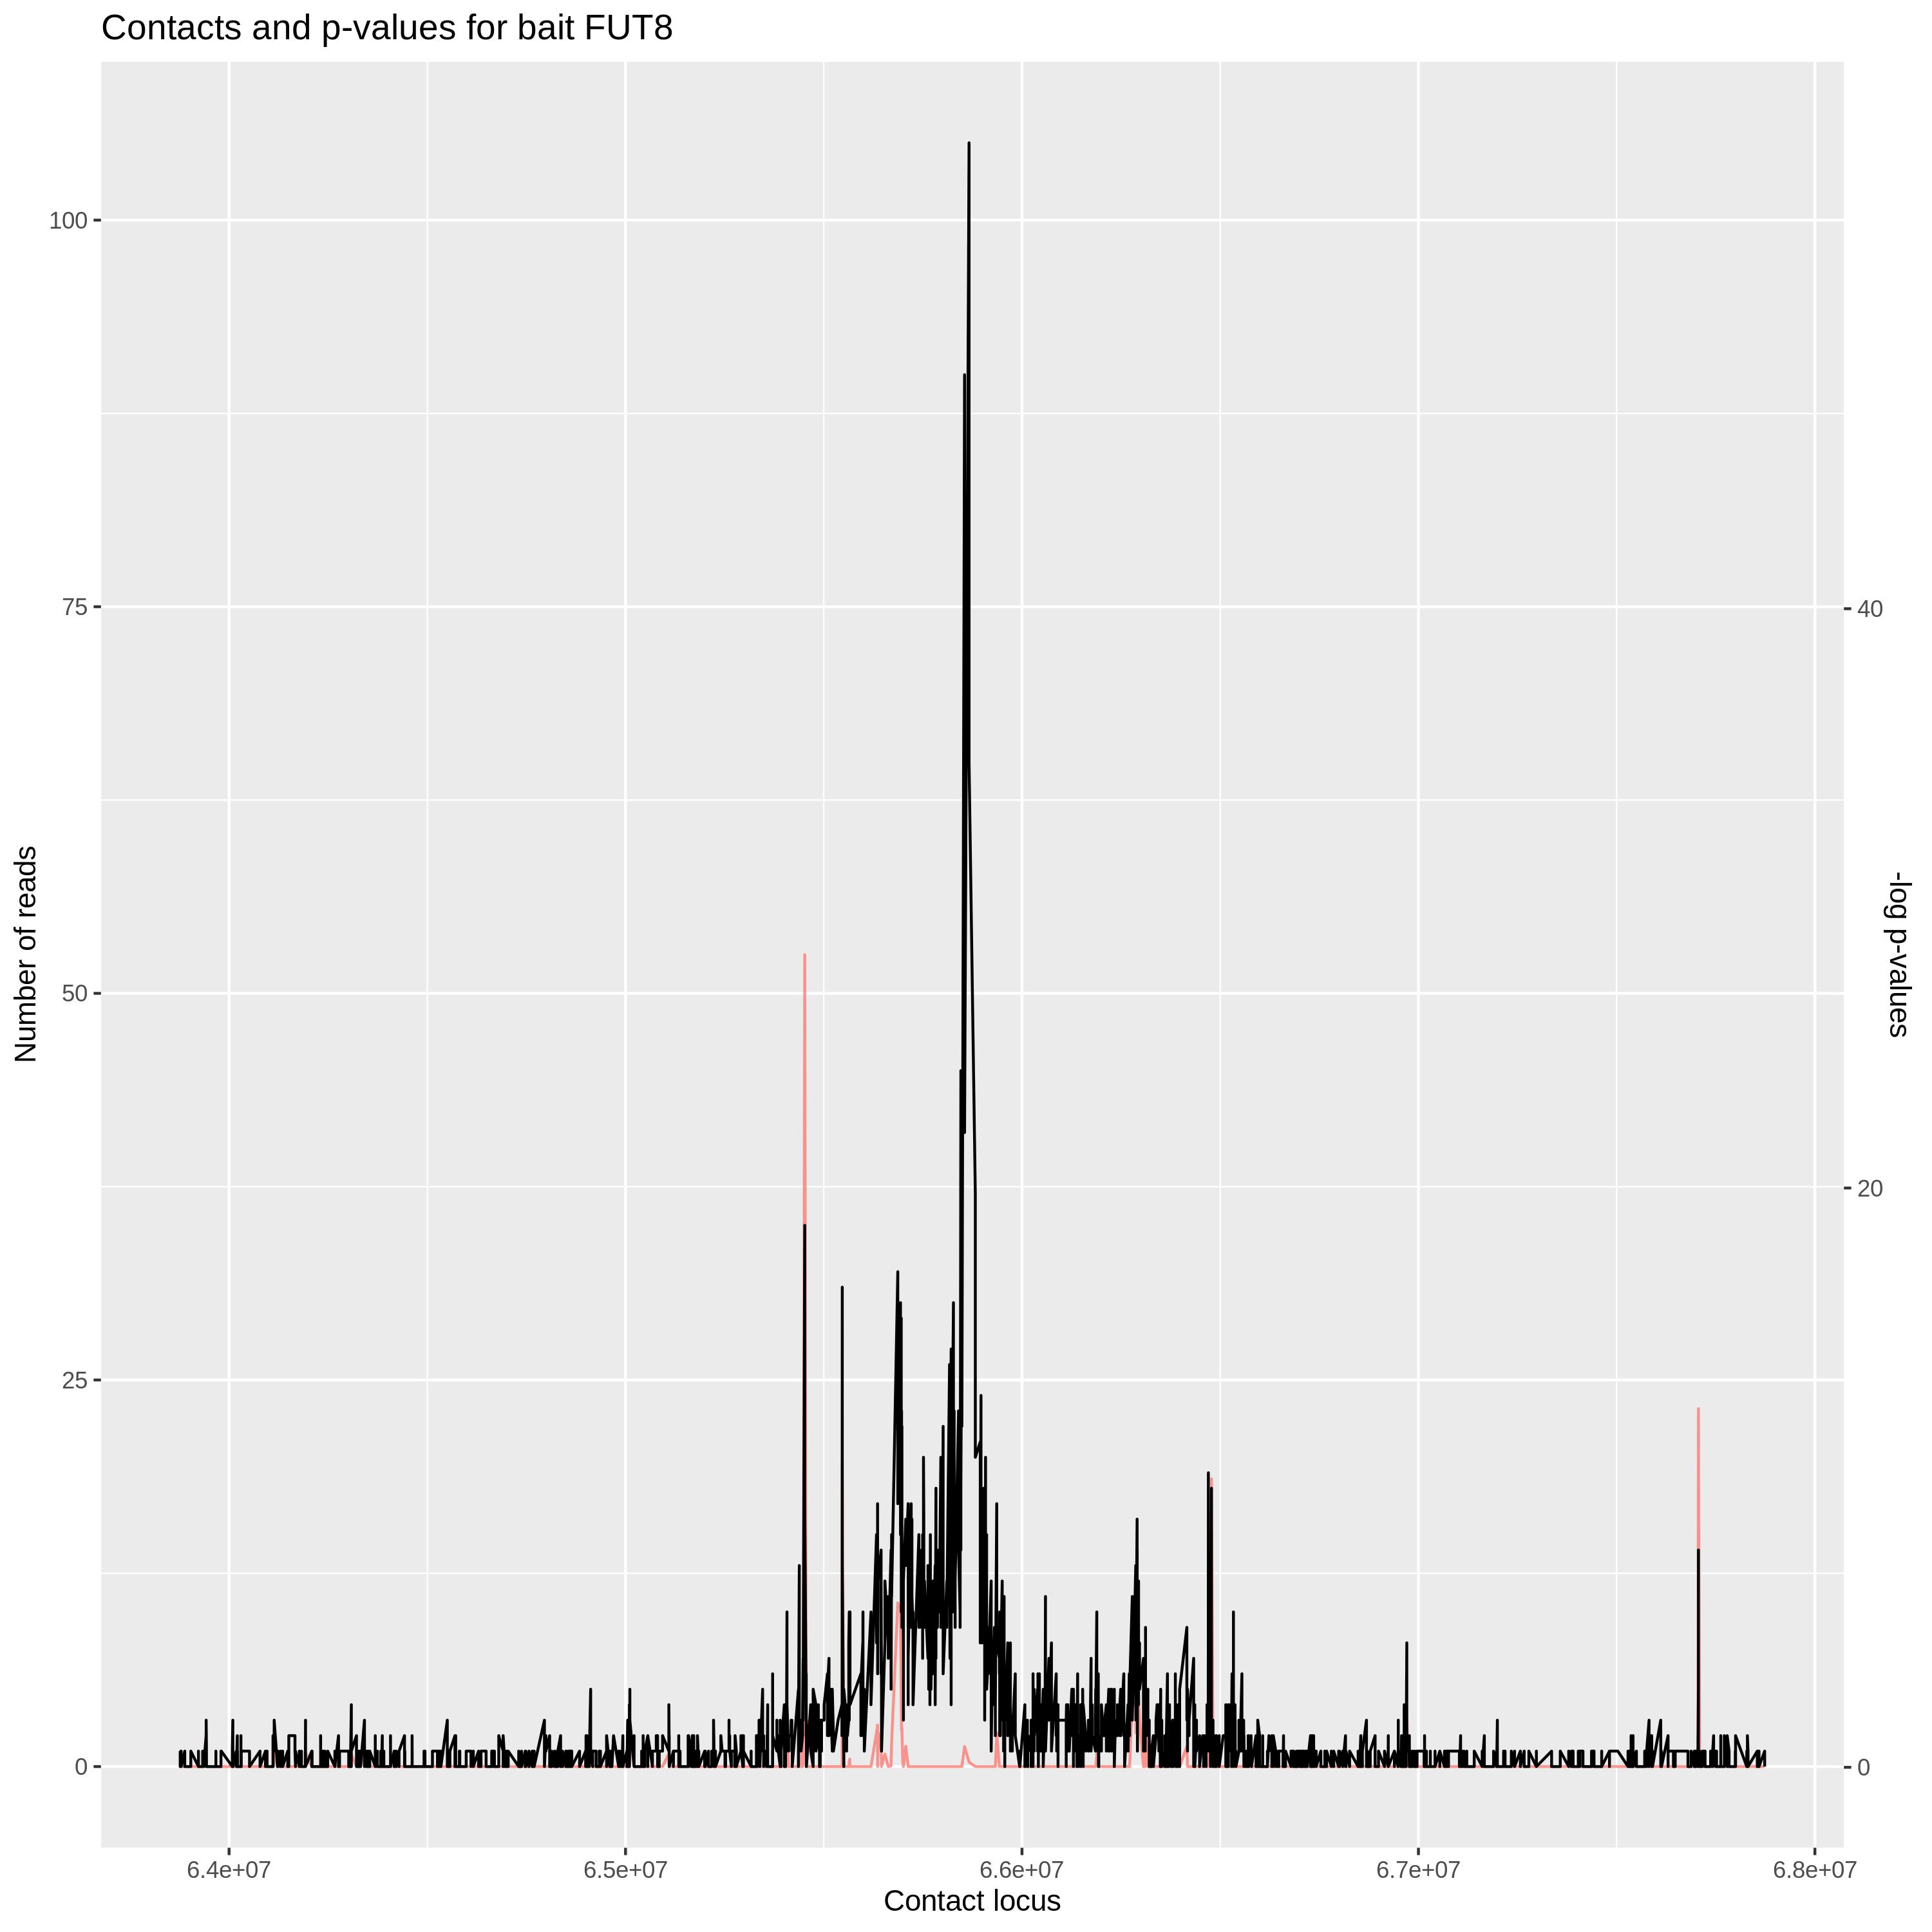 Contacts and p-values for bait FUT8
100
75
50
25
0
Number of reads
40
20
0
-log p-values
6.4e+07
6.5e+07
6.6e+07
6.7e+07
6.8e+07
Contact locus